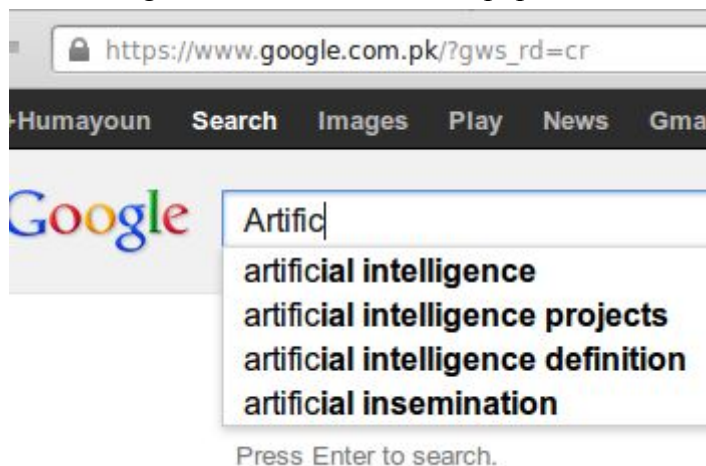 https://www.google.com.pk/?gws_rd=cr
+Humayoun Search Images Play News Gma
Google Artific
artificial intelligence
artificial intelligence projects
artificial intelligence definition
artificial insemination
Press Enter to search.